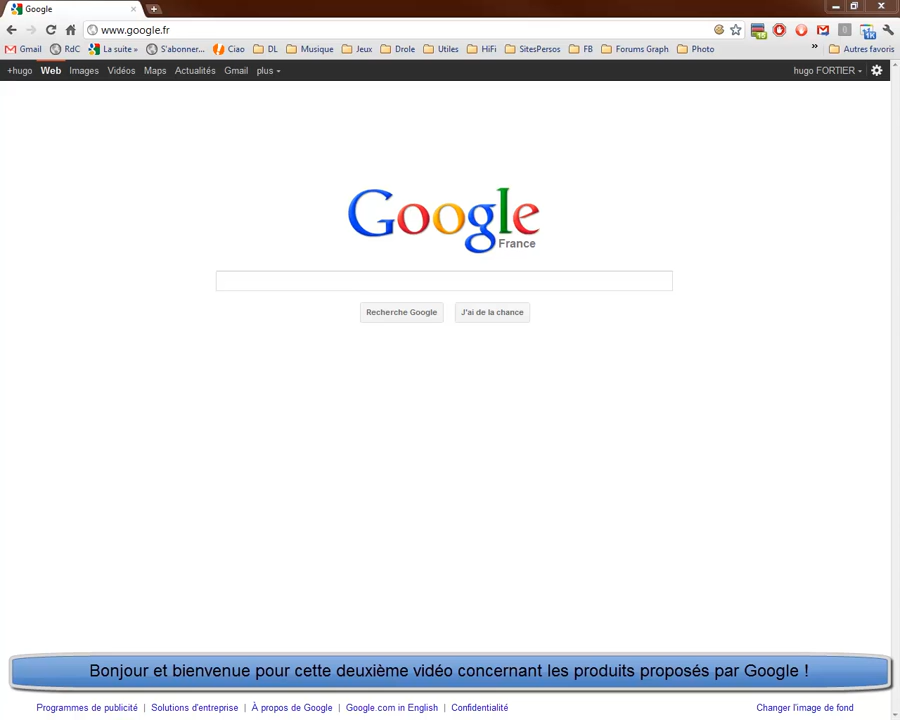 Google
www.google.fr
15
0
1K
Gmail RdC La suite » S'abonner... Ciao DL Musique Jeux Drole Utiles HiFi SitesPersos FB Forums Graph Photo » Autres favoris
+hugo Web Images Vidéos Maps Actualités Gmail plus hugo FORTIER
Google
France
Recherche Google J'ai de la chance
Bonjour et bienvenue pour cette deuxième vidéo concernant les produits proposés par Google !
Programmes de publicité | Solutions d'entreprise | À propos de Google | Google.com in English | Confidentialité Changer l'image de fond